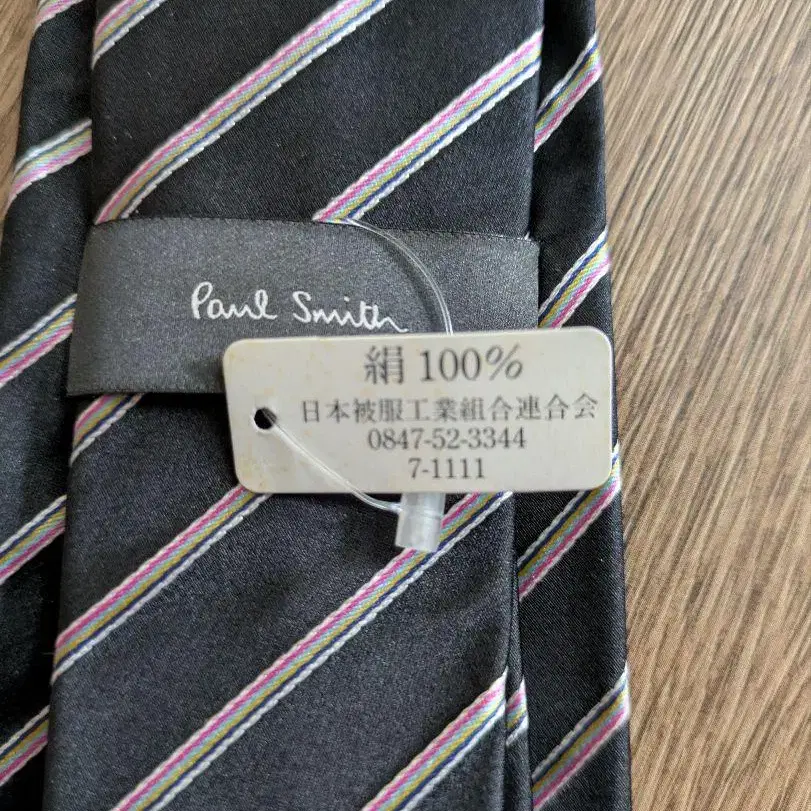 Paul Smith
絹 100%
日本被服工業組合連合会
0847-52-3344
7-1111